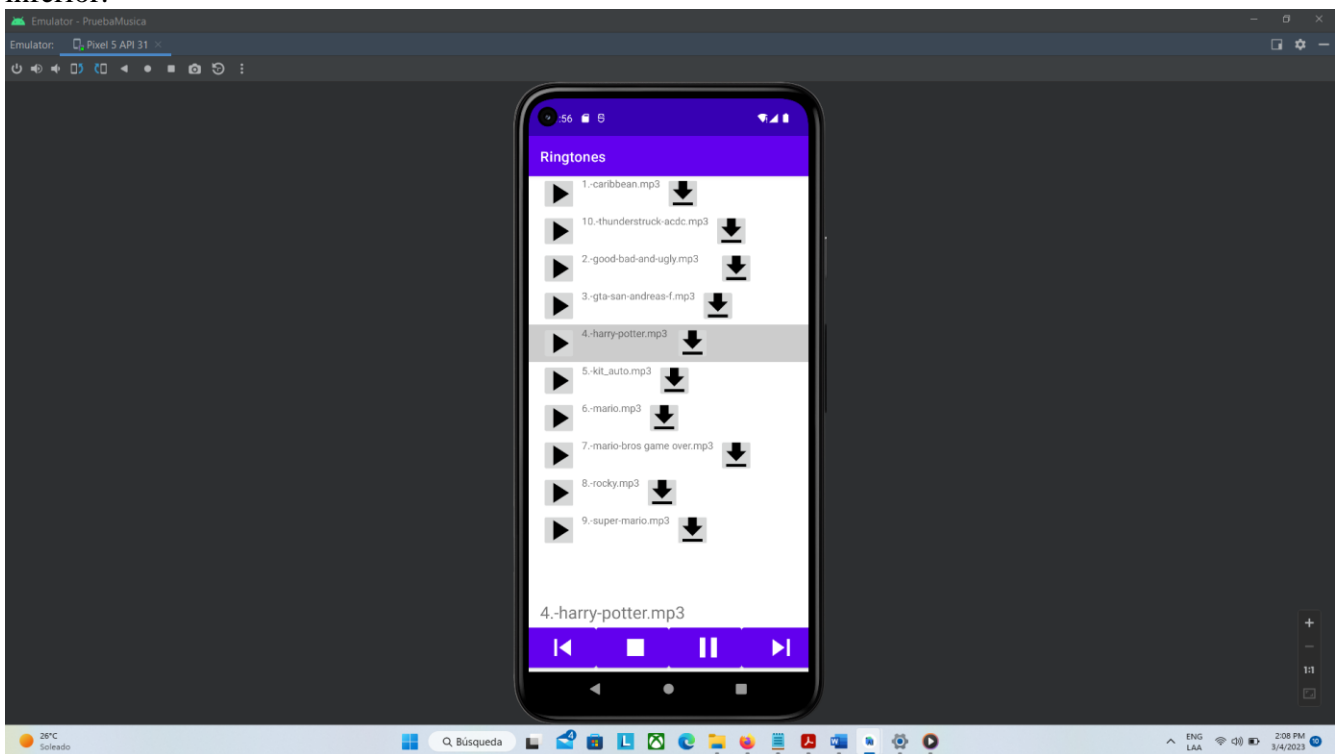 Emulator - PruebaMusica
Emulator: Pixel 5 API 31
:56
Ringtones
1.-caribbean.mp3
10.-thunderstruck-acdc.mp3
2.-good-bad-and-ugly.mp3
3.-gta-san-andreas-f.mp3
4.-harry-potter.mp3
5.-kit_auto.mp3
6.-mario.mp3
7.-mario-bros game over.mp3
8.-rocky.mp3
9.-super-mario.mp3
4.-harry-potter.mp3
1:1
26°C
Soleado
Búsqueda
ENG
LAA
2:08 PM
3/4/2023